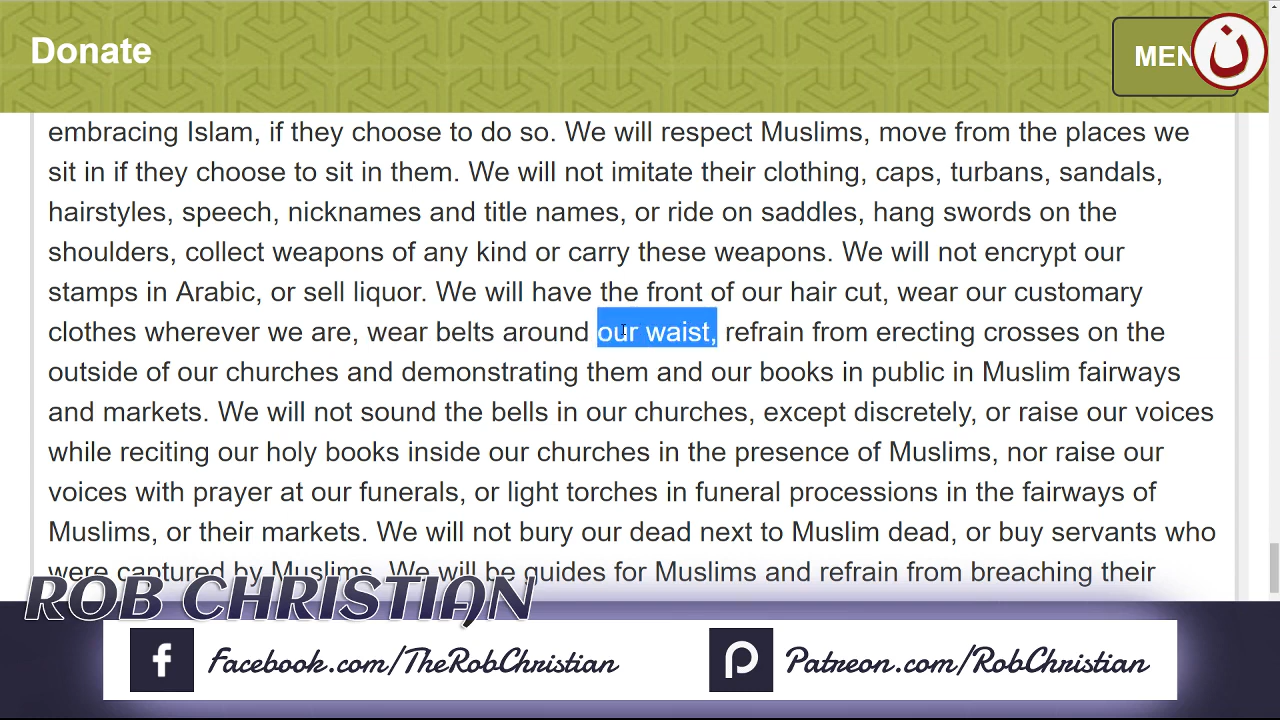 Donate
MEN
ن
embracing Islam, if they choose to do so. We will respect Muslims, move from the places we
sit in if they choose to sit in them. We will not imitate their clothing, caps, turbans, sandals,
hairstyles, speech, nicknames and title names, or ride on saddles, hang swords on the
shoulders, collect weapons of any kind or carry these weapons. We will not encrypt our
stamps in Arabic, or sell liquor. We will have the front of our hair cut, wear our customary
clothes wherever we are, wear belts around our waist, refrain from erecting crosses on the
outside of our churches and demonstrating them and our books in public in Muslim fairways
and markets. We will not sound the bells in our churches, except discretely, or raise our voices
while reciting our holy books inside our churches in the presence of Muslims, nor raise our
voices with prayer at our funerals, or light torches in funeral processions in the fairways of
Muslims, or their markets. We will not bury our dead next to Muslim dead, or buy servants who
were captured by Muslims. We will be guides for Muslims and refrain from breaching their
ROB CHRISTIAN
Facebook.com/TheRobChristian
Patreon.com/RobChristian